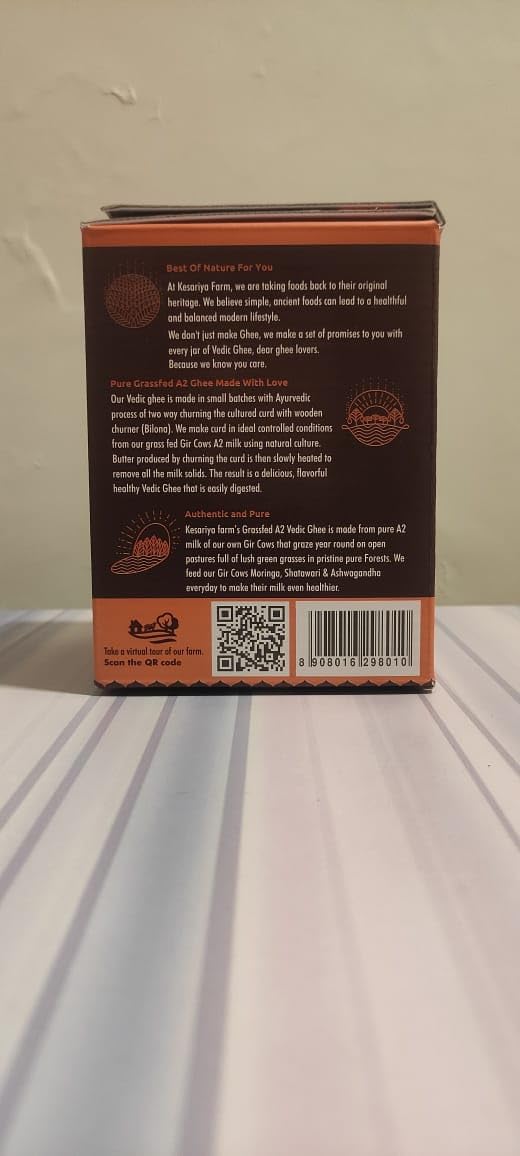 Best Of Nature For You
At Kesariya Farm, we are taking foods back to their original
heritage. We believe simple, ancient foods can lead to a healthful
and balanced modern lifestyle.
We don't just make Ghee, we make a set of promises to you with
every jar of Vedic Ghee, dear ghee lovers.
Because we know you care.
Pure Grassfed A2 Ghee Made With Love
Our Vedic ghee is made in small batches with Ayurvedic
process of two way churning the cultured curd with wooden
churner (Bilona). We make curd in ideal controlled conditions
from our grass fed Gir Cows A2 milk using natural culture.
Butter produced by churning the curd is then slowly heated to
remove all the milk solids. The result is a delicious, flavorful
healthy Vedic Ghee that is easily digested.
Authentic and Pure
Kesariya farm's Grassfed A2 Vedic Ghee is made from pure A2
milk of our own Gir Cows that graze year round on open
pastures full of lush green grasses in pristine pure Forests. We
feed our Gir Cows Moringa, Shatawari & Ashwagandha
everyday to make their milk even healthier.
Take a virtual tour of our farm.
Scan the QR code
8 908016 298010